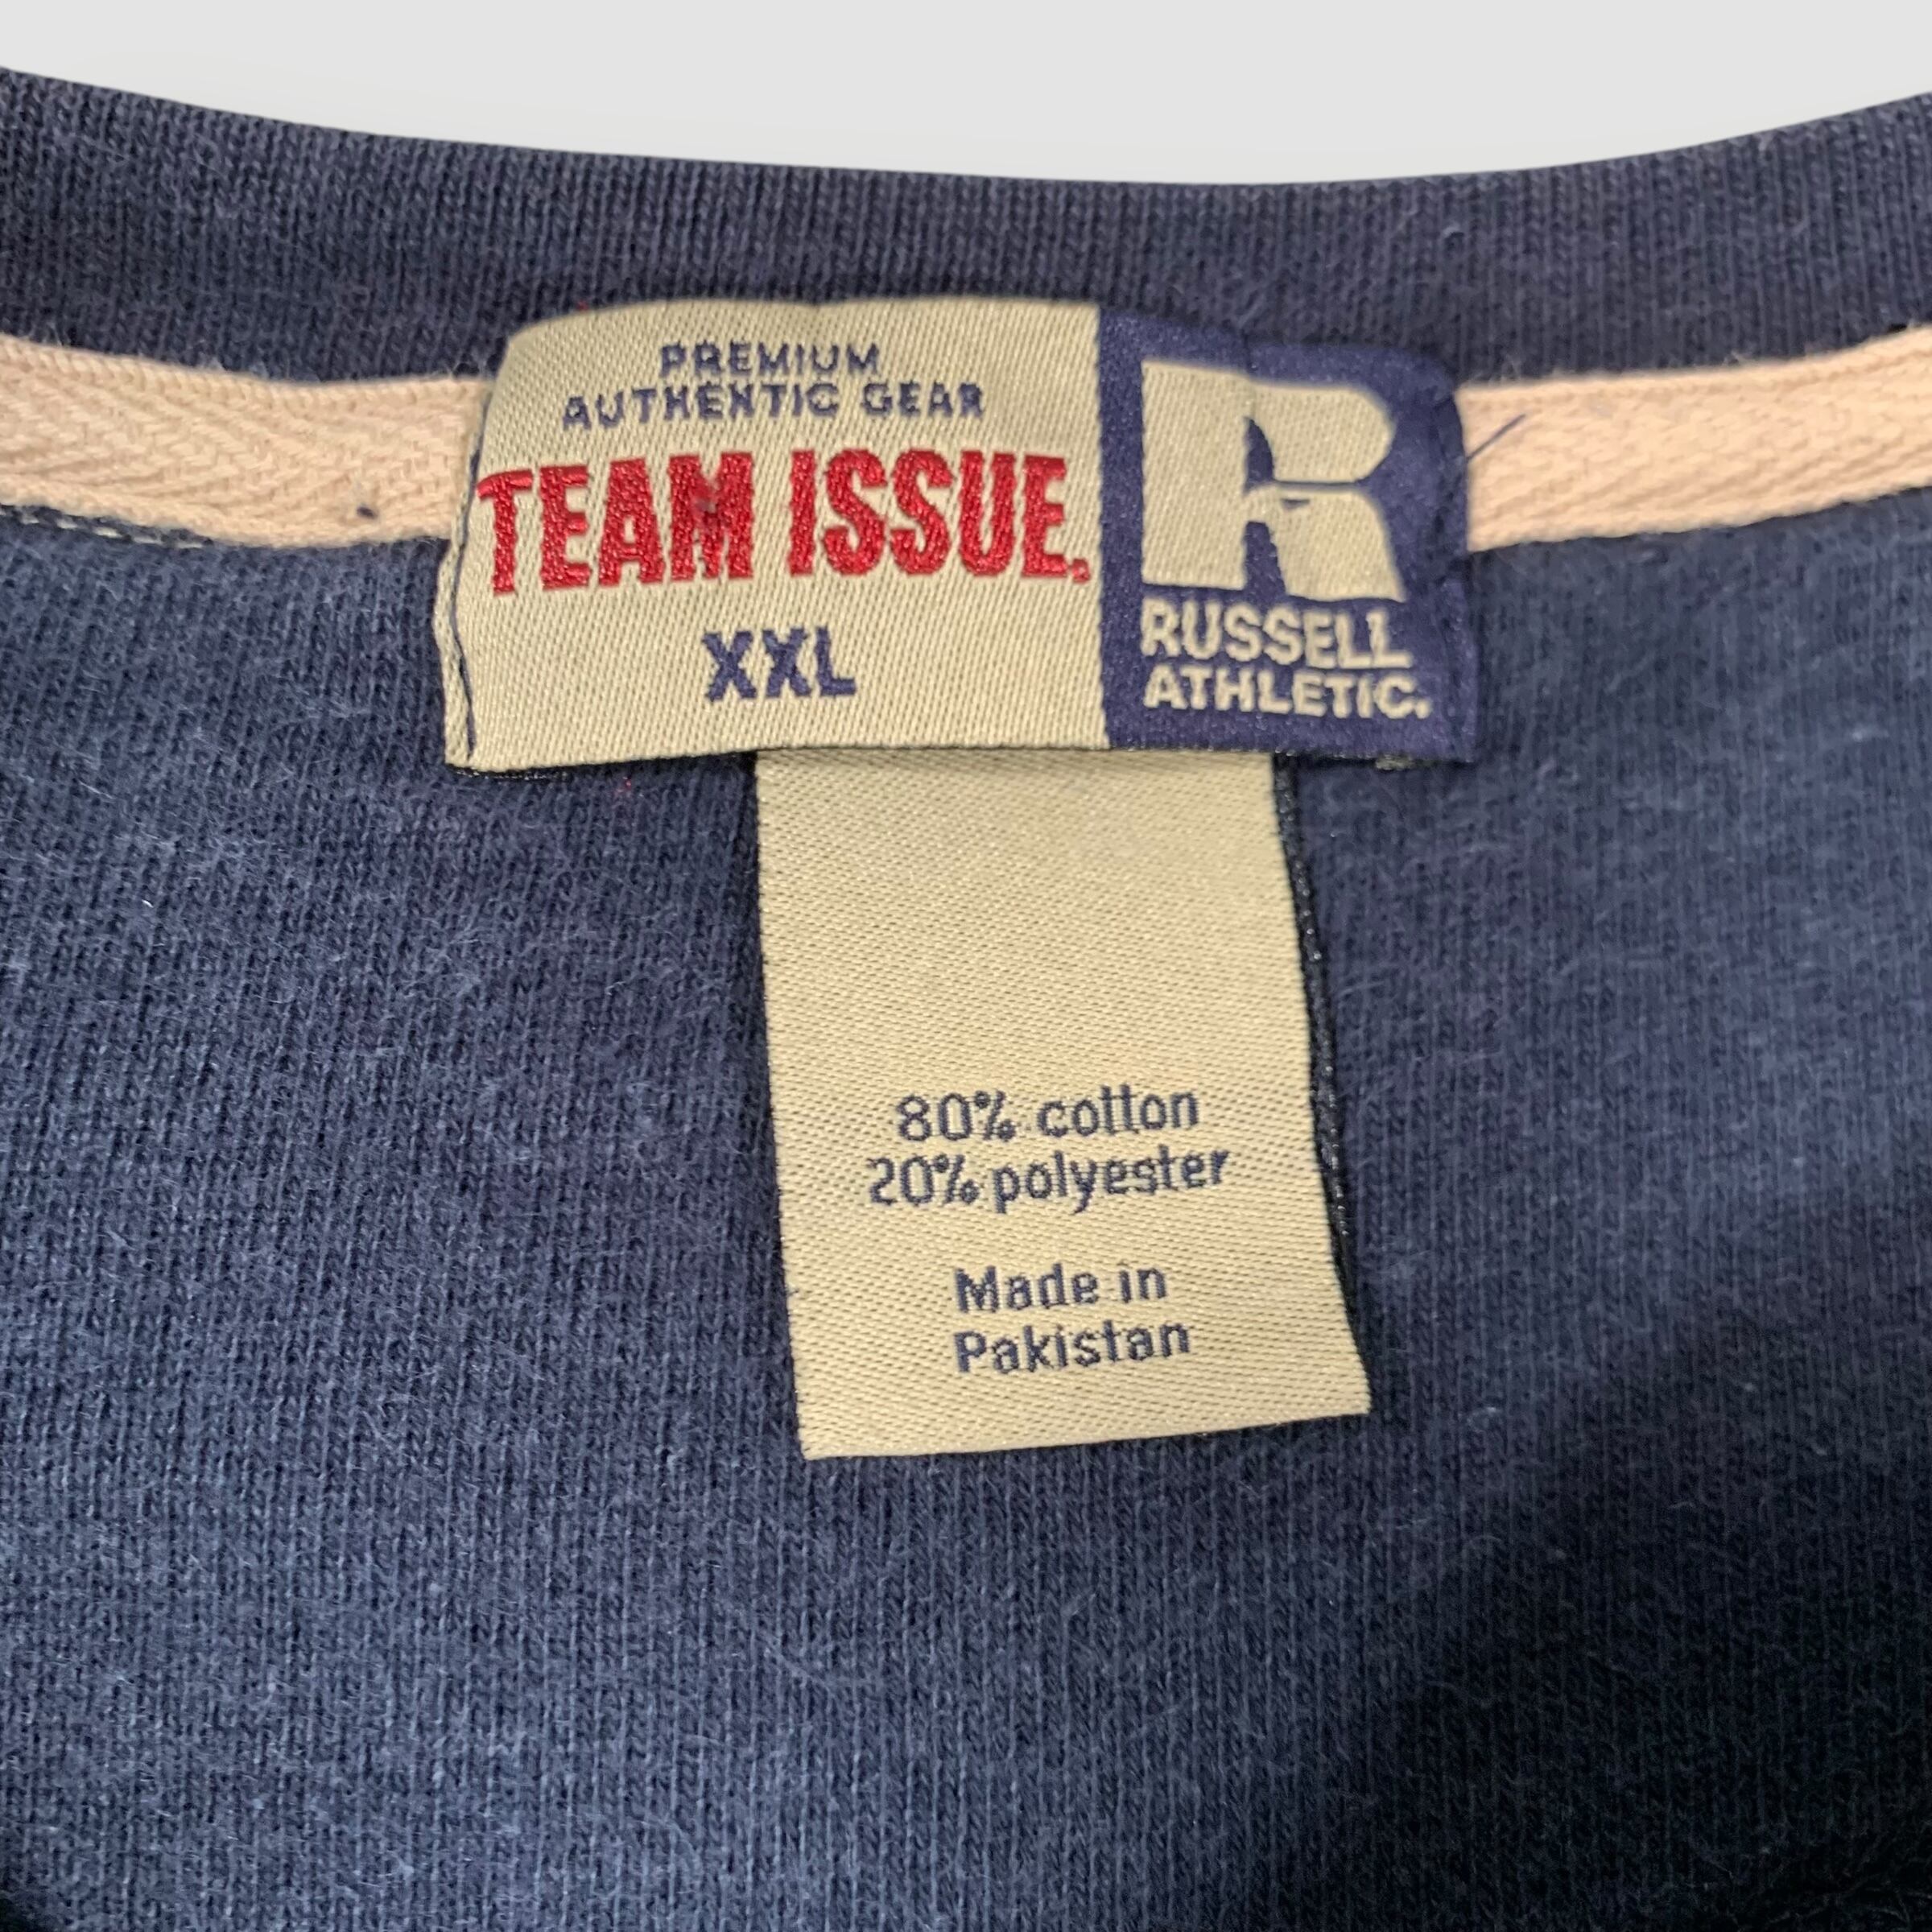 PREMIUM
AUTHENTIC GEAR
TEAM ISSUE.
XXL
R
RUSSELL
ATHLETIC.
80% cotton
20% polyester
Made in
Pakistan